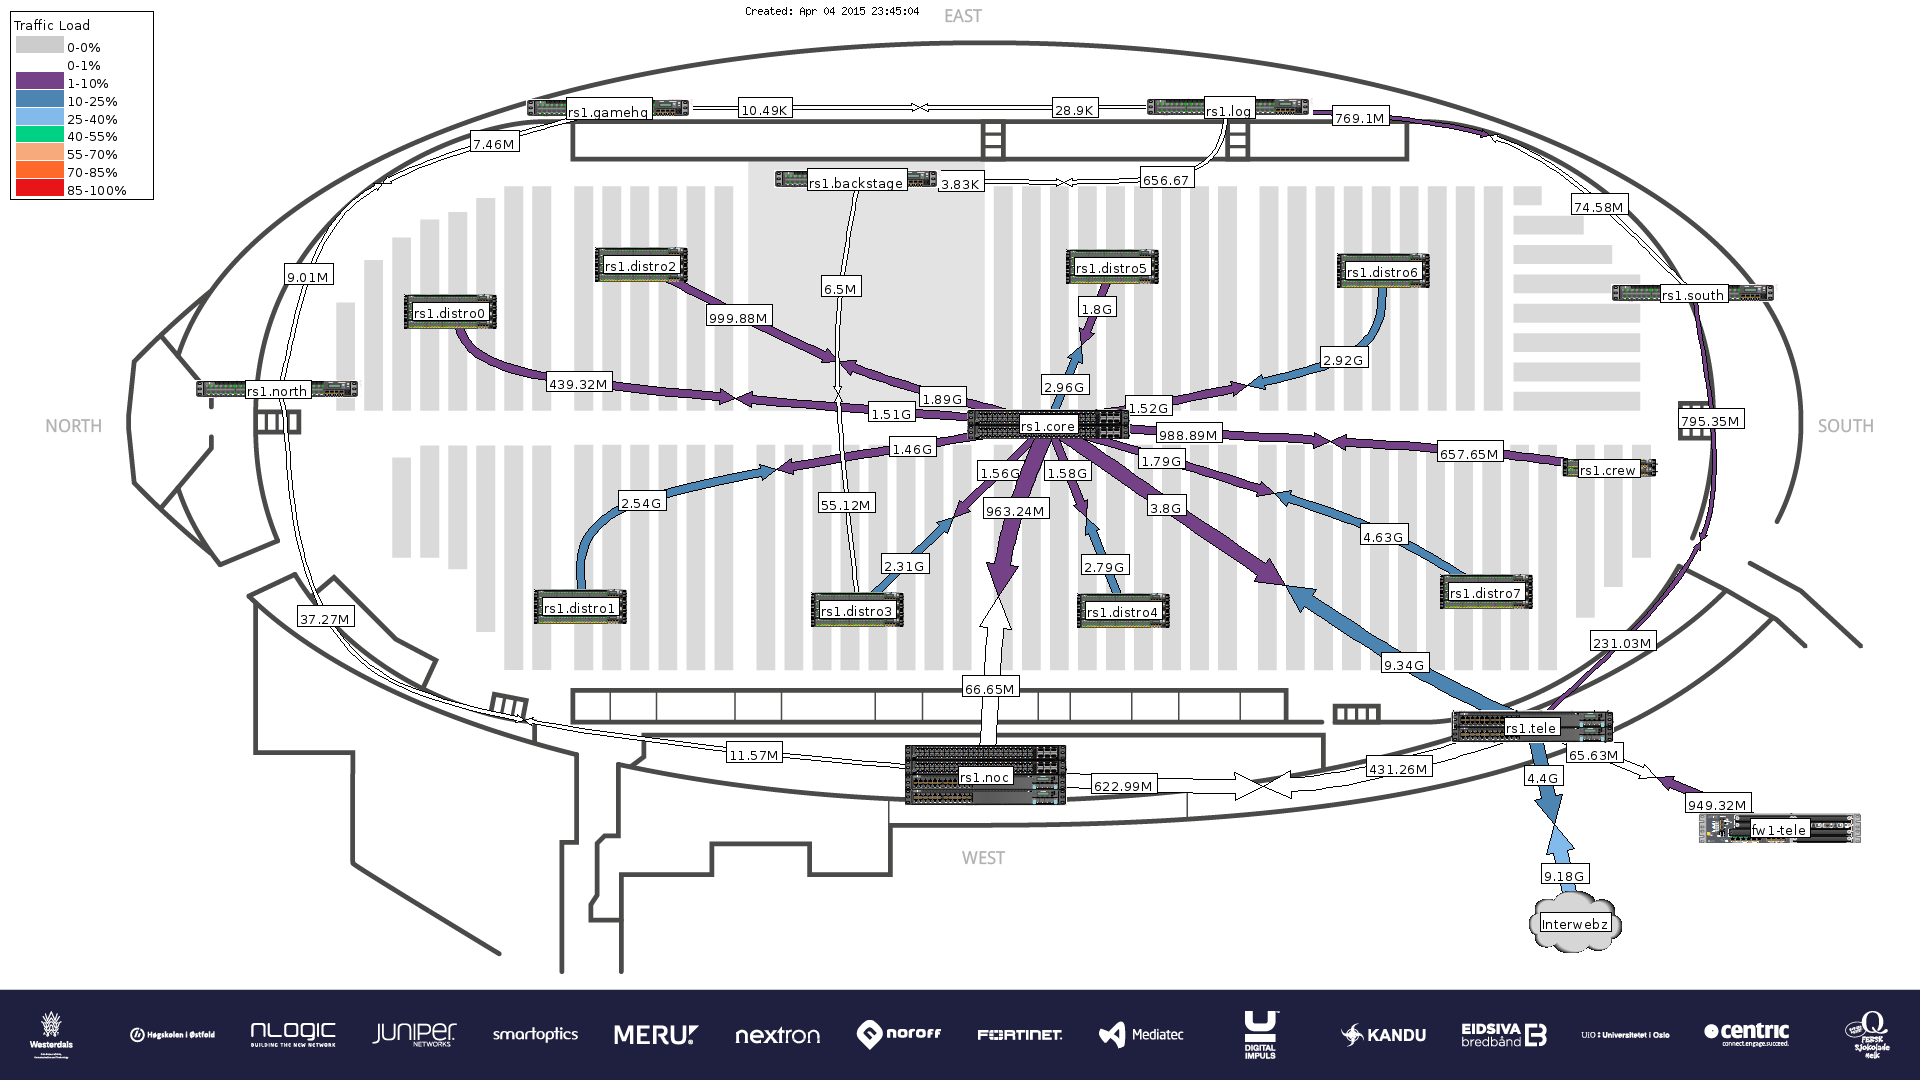 Created: Apr 04 2015 23:45:04
EAST
Traffic Load
0-0%
0-1%
1-10%
10-25%
25-40%
40-55%
55-70%
70-85%
85-100%
rs1.gamehq
10.49K
28.9K
rs1.log
769.1M
7.46M
rs1.backstage
3.83K
656.67
74.58M
9.01M
6.5M
rs1.distro2
rs1.distro5
rs1.distro6
rs1.south
rs1.distro0
999.88M
1.8G
2.92G
439.32M
1.89G
2.96G
1.52G
rs1.north
1.51G
rs1.core
988.89M
795.35M
NORTH
SOUTH
1.46G
1.56G
1.58G
1.79G
657.65M
rs1.crew
2.54G
55.12M
963.24M
3.8G
4.63G
2.31G
2.79G
rs1.distro1
rs1.distro3
rs1.distro4
rs1.distro7
37.27M
231.03M
66.65M
9.34G
rs1.tele
11.57M
rs1.noc
622.99M
431.26M
65.63M
4.4G
949.32M
fw1-tele
WEST
9.18G
Interwebz
Westerdals
Høgskolen i Østfold
nLOGIC
BUILDING THE NEW NETWORK
JUNIPER
NETWORKS
smartoptics
MERU
nextron
noroff
FORTINET
Mediatec
DIGITAL
IMPULS
KANDU
EIDSIVA
bredbånd
UiO Universitetet i Oslo
centric
connect.engage.succeed.
FERSK
SJOKOLADE
MELK